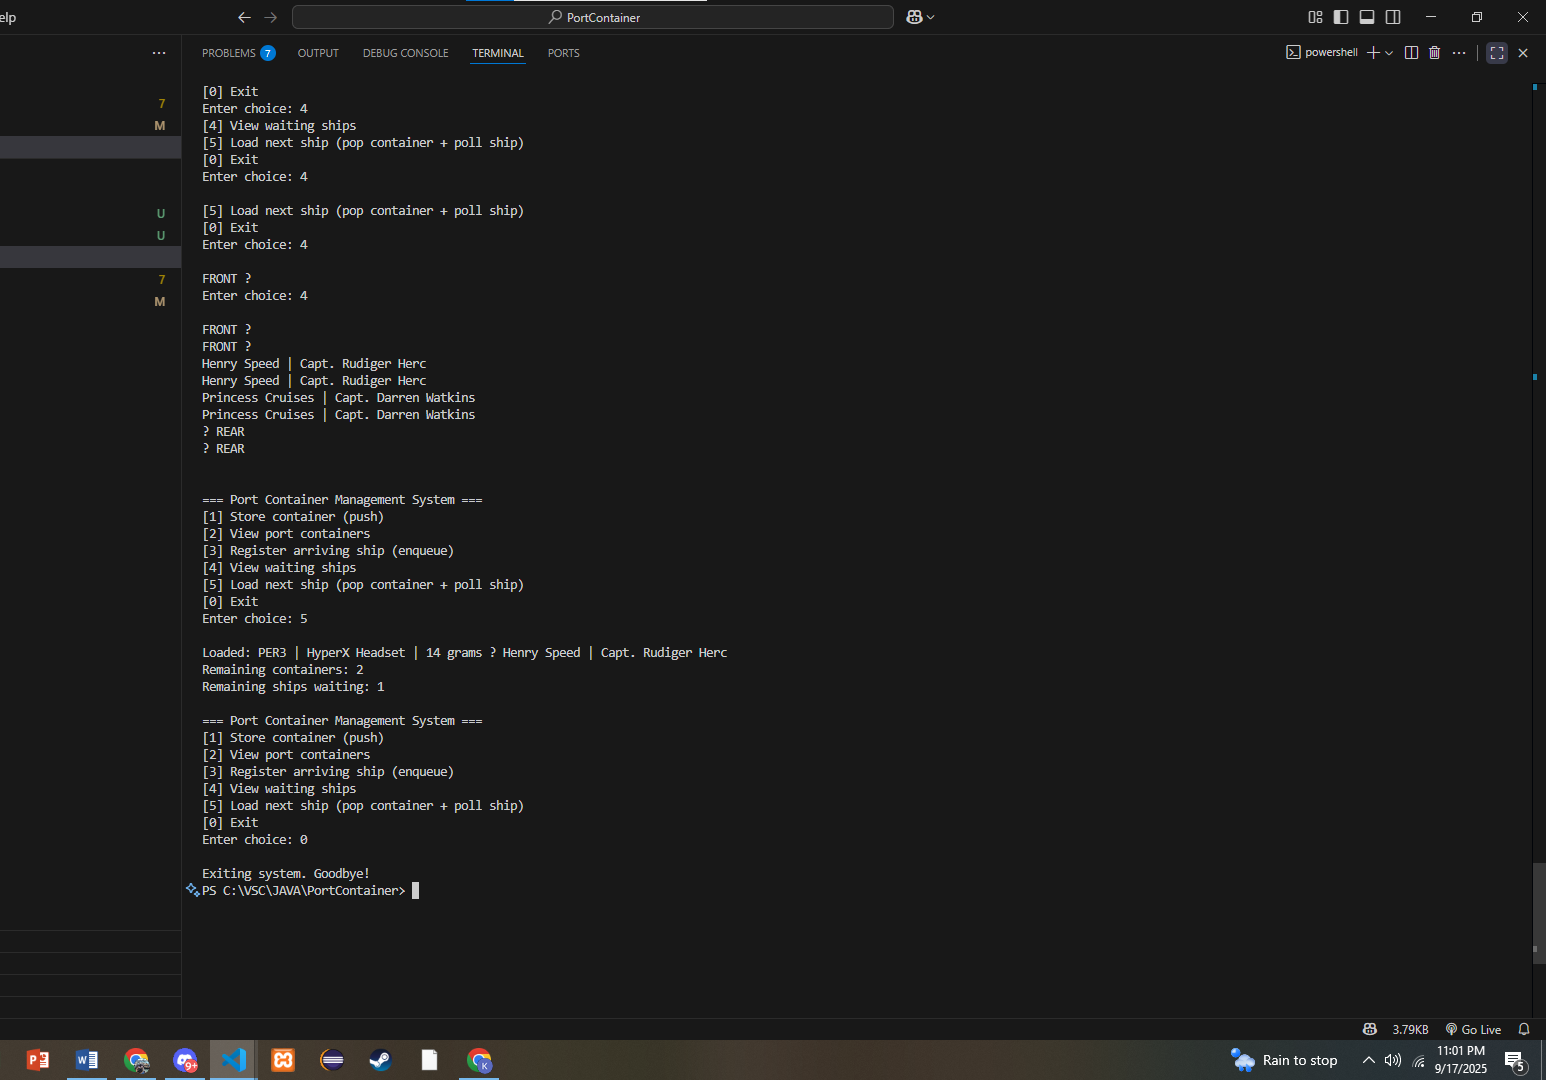 elp
PortContainer
PROBLEMS 7 OUTPUT DEBUG CONSOLE TERMINAL PORTS
powershell
7
M
U
U
7
M
[0] Exit
Enter choice: 4
[4] View waiting ships
[5] Load next ship (pop container + poll ship)
[0] Exit
Enter choice: 4
[5] Load next ship (pop container + poll ship)
[0] Exit
Enter choice: 4
FRONT ?
Enter choice: 4
FRONT ?
FRONT ?
Henry Speed | Capt. Rudiger Herc
Henry Speed | Capt. Rudiger Herc
Princess Cruises | Capt. Darren Watkins
Princess Cruises | Capt. Darren Watkins
? REAR
? REAR
=== Port Container Management System ===
[1] Store container (push)
[2] View port containers
[3] Register arriving ship (enqueue)
[4] View waiting ships
[5] Load next ship (pop container + poll ship)
[0] Exit
Enter choice: 5
Loaded: PER3 | HyperX Headset | 14 grams ? Henry Speed | Capt. Rudiger Herc
Remaining containers: 2
Remaining ships waiting: 1
=== Port Container Management System ===
[1] Store container (push)
[2] View port containers
[3] Register arriving ship (enqueue)
[4] View waiting ships
[5] Load next ship (pop container + poll ship)
[0] Exit
Enter choice: 0
Exiting system. Goodbye!
PS C:\VSC\JAVA\PortContainer>
3.79KB Go Live
9+
K
Rain to stop
11:01 PM
9/17/2025
5